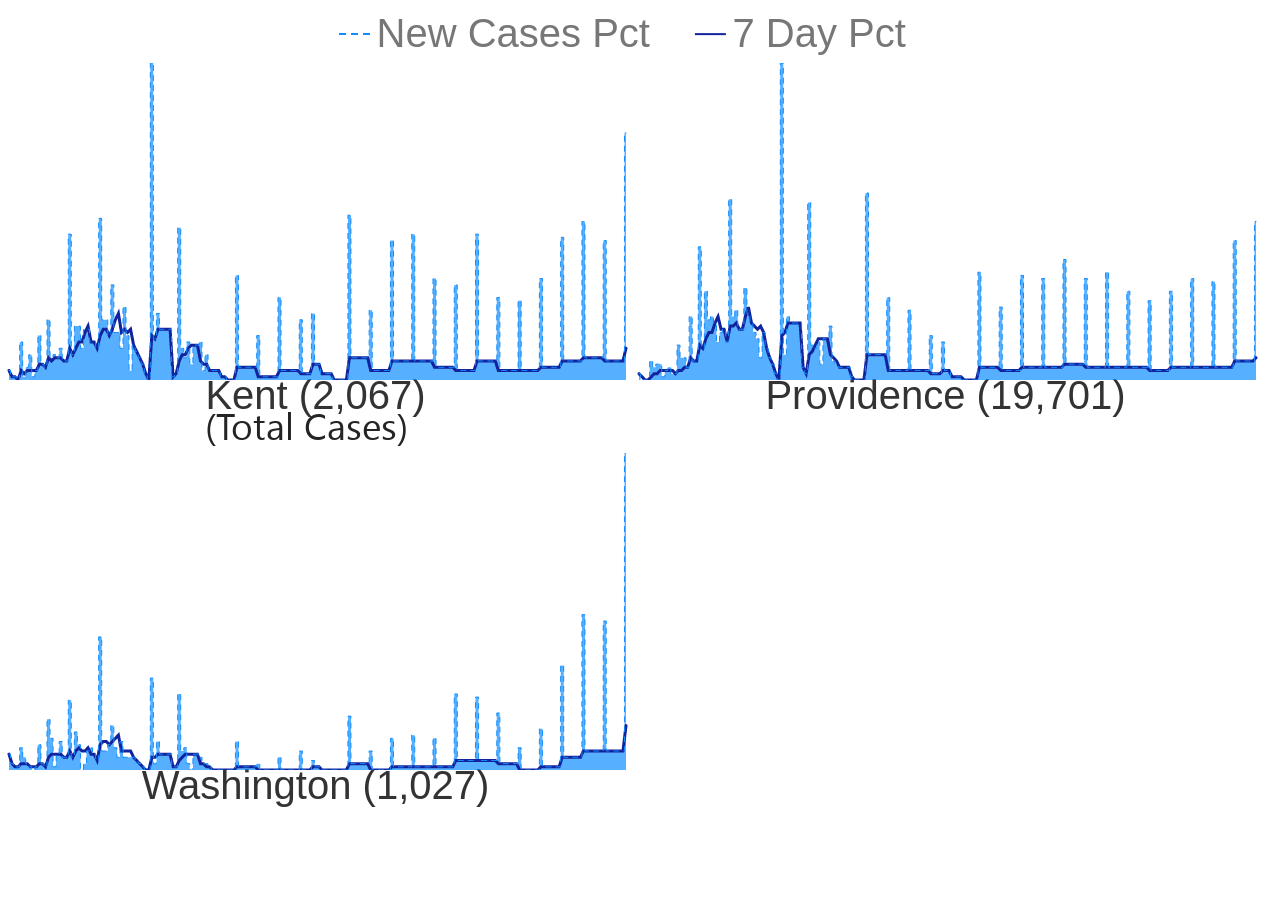 New Cases Pct 7 Day Pct
Kent (2,067)
(Total Cases)
Providence (19,701)
Washington (1,027)